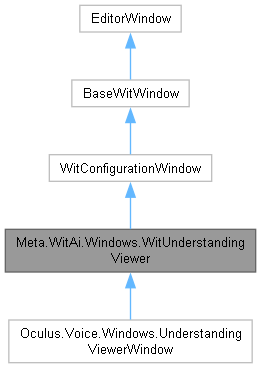 EditorWindow
BaseWitWindow
WitConfigurationWindow
Meta.WitAi.Windows.WitUnderstanding
Viewer
Oculus.Voice.Windows.Understanding
ViewerWindow